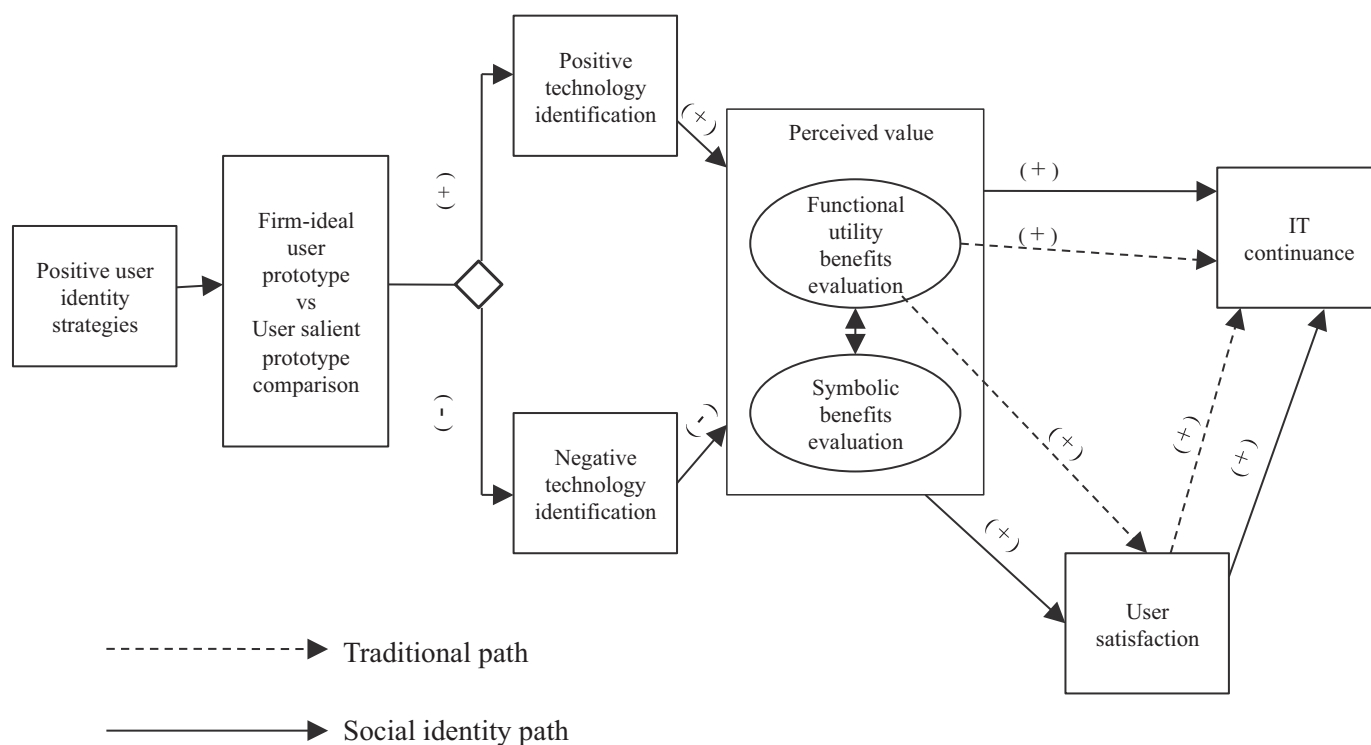 Positive user
identity
strategies
Firm-ideal
user
prototype
vs
User salient
prototype
comparison
(+)
(-)
Positive
technology
identification
Negative
technology
identification
(+)
(-)
Perceived value
Functional
utility
benefits
evaluation
Symbolic
benefits
evaluation
(+)
(+)
(+)
(+)
(+)
(+)
IT
continuance
User
satisfaction
Traditional path
Social identity path